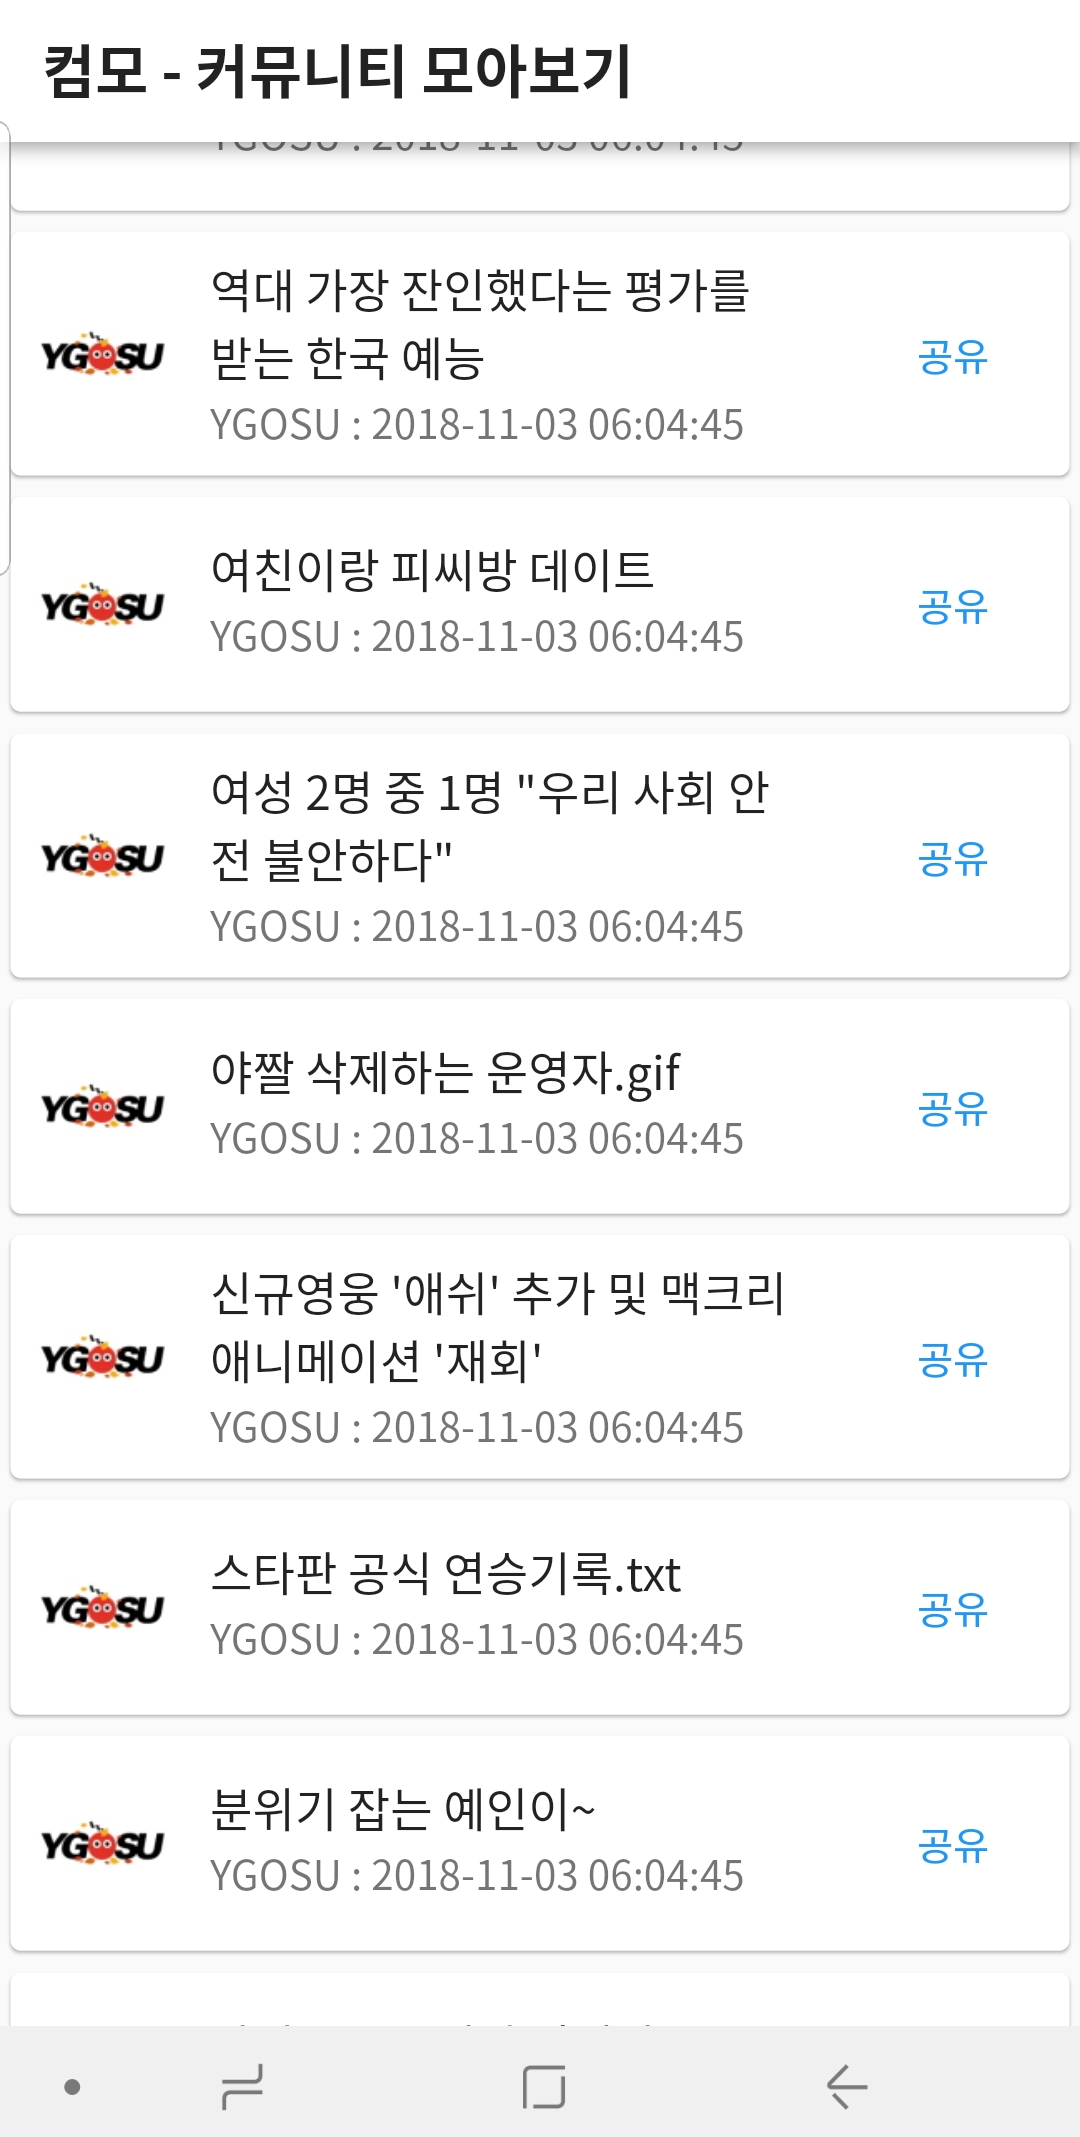 컴모 - 커뮤니티 모아보기
YGOSU : 2018-11-03 06:04:45
역대 가장 잔인했다는 평가를
받는 한국 예능
YGOSU
공유
YGOSU : 2018-11-03 06:04:45
여친이랑 피씨방 데이트
YGOSU
공유
YGOSU : 2018-11-03 06:04:45
여성 2명 중 1명 "우리 사회 안
전 불안하다"
YGOSU
공유
YGOSU : 2018-11-03 06:04:45
야짤 삭제하는 운영자.gif
YGOSU
공유
YGOSU : 2018-11-03 06:04:45
신규영웅 '애쉬' 추가 및 맥크리
애니메이션 '재회'
YGOSU
공유
YGOSU : 2018-11-03 06:04:45
스타판 공식 연승기록.txt
YGOSU
공유
YGOSU : 2018-11-03 06:04:45
분위기 잡는 예인이~
YGOSU
공유
YGOSU : 2018-11-03 06:04:45